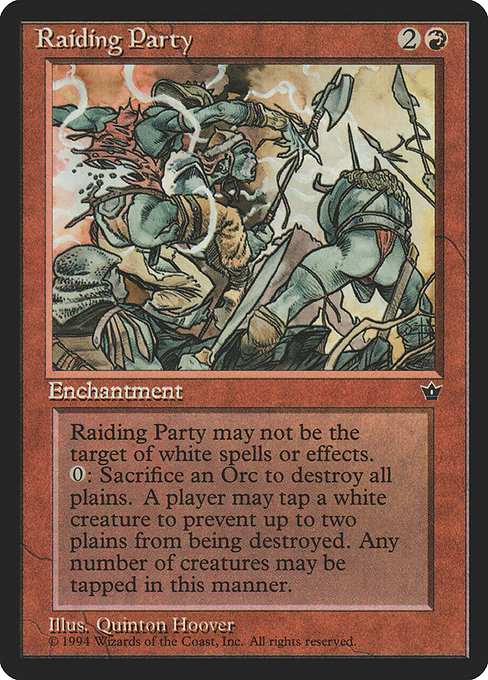 Raiding Party 2
Enchantment
Raiding Party may not be the
target of white spells or effects.
0: Sacrifice an Orc to destroy all
plains. A player may tap a white
creature to prevent up to two
plains from being destroyed. Any
number of creatures may be
tapped in this manner.
Illus. Quinton Hoover
© 1994 Wizards of the Coast, Inc. All rights reserved.